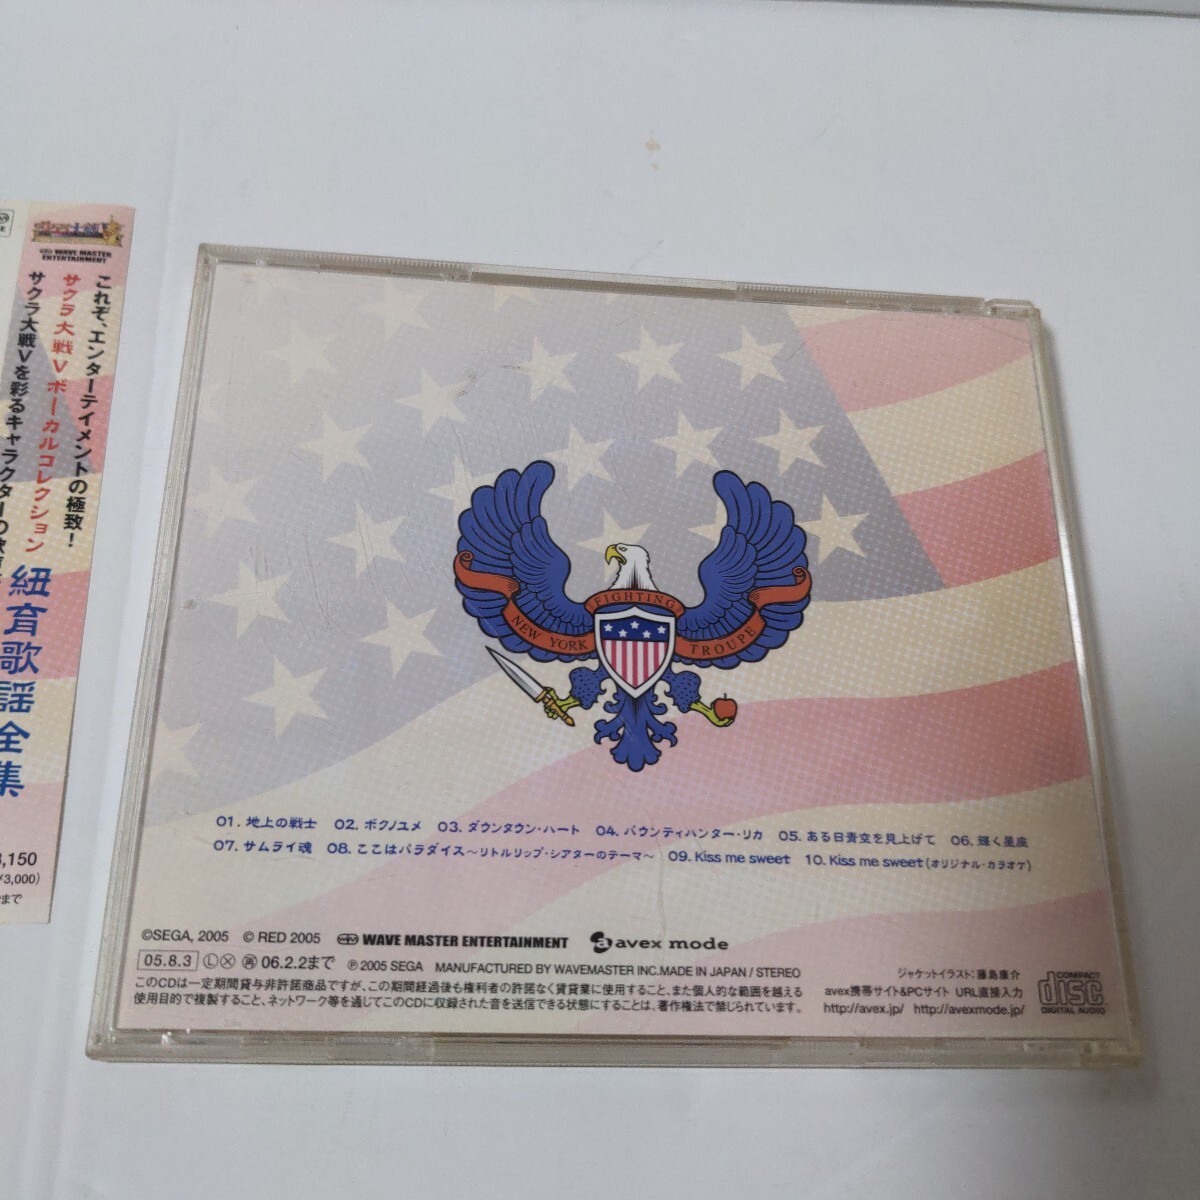 WAVE MASTER
ENTERTAINMENT
これぞ、エンターテイメントの極致!
サクラ大戦V ボーカルコレクション
サクラ大戦Vを彩るキャラクターの
紐育歌謡全集
3,150
¥3,000)
まで
FIGHTING
NEW YORK TROUPE
01. 地上の戦士 02. ボクノユメ 03. ダウンタウン・ハート 04. バウンティハンター・リカ 05. ある日青空を見上げて 06. 輝く星座
07. サムライ魂 08. ここはパラダイス〜リトルリップ・シアターのテーマ〜 09. Kiss me sweet 10. Kiss me sweet (オリジナル・カラオケ)
©SEGA, 2005 © RED 2005 WAVE MASTER ENTERTAINMENT avex mode
05.8.3 Ⓛ Ⓧ 再 06.2.2まで ℗2005 SEGA MANUFACTURED BY WAVEMASTER INC.MADE IN JAPAN / STEREO
このCDは一定期間貸与非許諾商品ですが、この期間経過後も権利者の許諾なく賃貸業に使用すること、また個人的な範囲を越える
使用目的で複製すること、ネットワーク等を通じてこのCDに収録された音を送信できる状態にすることは、著作権法で禁じられています。
ジャケットイラスト:藤島康介
avex携帯サイト&PCサイト URL直接入力
http://avex.jp/ http://avexmode.jp/
COMPACT
disc
DIGITAL AUDIO